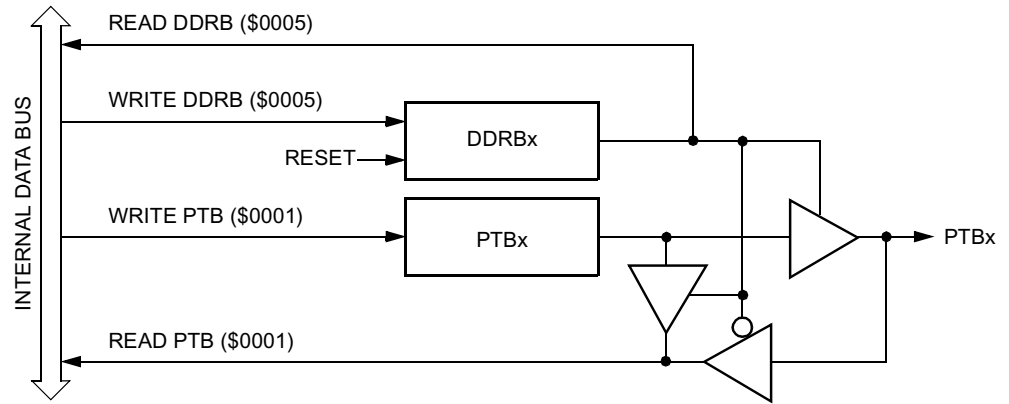 READ DDRB ($0005)
WRITE DDRB ($0005)
DDRBx
RESET
WRITE PTB ($0001)
PTBx
PTBx
READ PTB ($0001)
INTERNAL DATA BUS